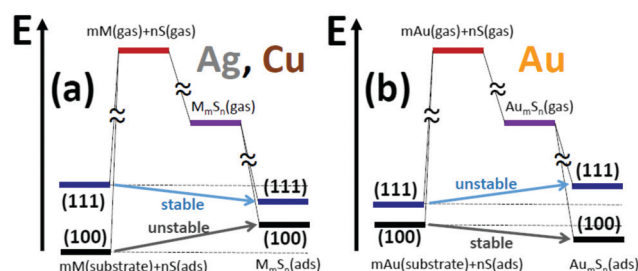 E
mM(gas)+nS(gas)
Ag, Cu
(a)
MmSn(gas)
(111)
stable
(111)
(100)
unstable
(100)
mM(substrate)+nS(ads)
MmSn(ads)
E
mAu(gas)+nS(gas)
Au
(b)
AumSn(gas)
(111)
unstable
(111)
(100)
stable
(100)
mAu(substrate)+nS(ads)
AumSn(ads)